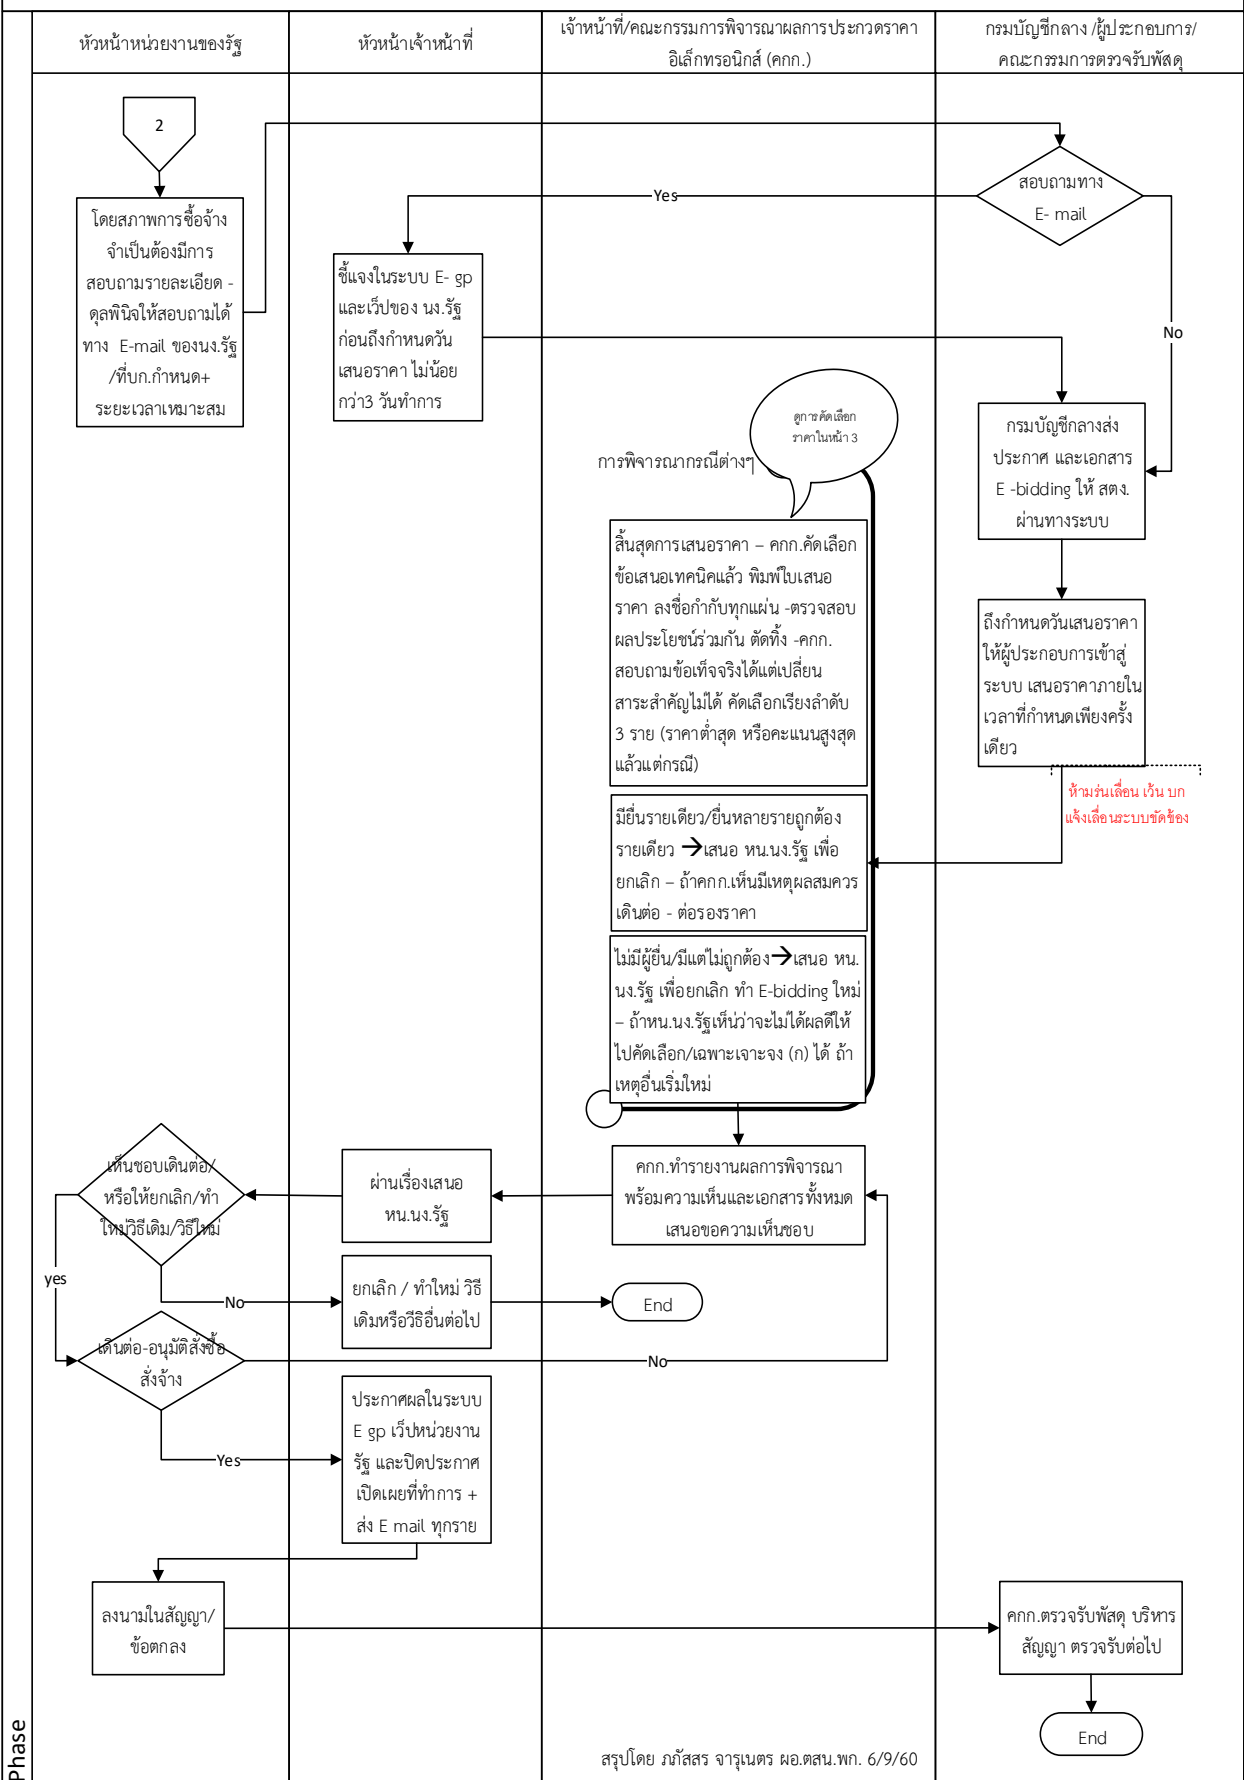 หัวหน้าหน่วยงานของรัฐ
หัวหน้าเจ้าหน้าที่
เจ้าหน้าที่/คณะกรรมการพิจารณาผลการประกวดราคา
อิเล็กทรอนิกส์ (คกก.)
กรมบัญชีกลาง /ผู้ประกอบการ/
คณะกรรมการตรวจรับพัสดุ
2
โดยสภาพการซื้อจ้าง
จำเป็นต้องมีการ
สอบถามรายละเอียด -
ดุลพินิจให้สอบถามได้
ทาง E-mail ของนง.รัฐ
/ที่บก.กำหนด+
ระยะเวลาเหมาะสม
สอบถามทาง
E- mail
Yes
No
ชี้แจงในระบบ E- gp
และเว็ปของ นง.รัฐ
ก่อนถึงกำหนดวัน
เสนอราคา ไม่น้อย
กว่า3 วันทำการ
กรมบัญชีกลางส่ง
ประกาศ และเอกสาร
E -bidding ให้ สตง.
ผ่านทางระบบ
ดูการคัดเลือก
ราคาในหน้า 3
การพิจารณากรณีต่างๆ
สิ้นสุดการเสนอราคา – คกก.คัดเลือก
ข้อเสนอเทคนิคแล้ว พิมพ์ใบเสนอ
ราคา ลงชื่อกำกับทุกแผ่น -ตรวจสอบ
ผลประโยชน์ร่วมกัน ตัดทิ้ง -คกก.
สอบถามข้อเท็จจริงได้แต่เปลี่ยน
สาระสำคัญไม่ได้ คัดเลือกเรียงลำดับ
3 ราย (ราคาต่ำสุด หรือคะแนนสูงสุด
แล้วแต่กรณี)
ถึงกำหนดวันเสนอราคา
ให้ผู้ประกอบการเข้าสู่
ระบบ เสนอราคาภายใน
เวลาที่กำหนดเพียงครั้ง
เดียว
ห้ามร่นเลื่อน เว้น บก
แจ้งเลื่อนระบบขัดข้อง
มียื่นรายเดียว/ยื่นหลายรายถูกต้อง
รายเดียว →เสนอ หน.นง.รัฐ เพื่อ
ยกเลิก – ถ้าคกก.เห็นมีเหตุผลสมควร
เดินต่อ - ต่อรองราคา
ไม่มีผู้ยื่น/มีแต่ไม่ถูกต้อง→เสนอ หน.
นง.รัฐ เพื่อยกเลิก ทำ E-bidding ใหม่
– ถ้าหน.นง.รัฐเห็นว่าจะไม่ได้ผลดีให้
ไปคัดเลือก/เฉพาะเจาะจง (ก) ได้ ถ้า
เหตุอื่นเริ่มใหม่
คกก.ทำรายงานผลการพิจารณา
พร้อมความเห็นและเอกสารทั้งหมด
เสนอขอความเห็นชอบ
ผ่านเรื่องเสนอ
หน.นง.รัฐ
เห็นชอบเดินต่อ/
หรือให้ยกเลิก/ทำ
ใหม่วิธีเดิม/วิธีใหม่
yes
No
ยกเลิก / ทำใหม่ วิธี
เดิมหรือวีธิอื่นต่อไป
End
เดินต่อ-อนุมัติสั่งซื้อ
สั่งจ้าง
No
Yes
ประกาศผลในระบบ
E gp เว็ปหน่วยงาน
รัฐ และปิดประกาศ
เปิดเผยที่ทำการ +
ส่ง E mail ทุกราย
ลงนามในสัญญา/
ข้อตกลง
คกก.ตรวจรับพัสดุ บริหาร
สัญญา ตรวจรับต่อไป
End
Phase
สรุปโดย ภภัสสร จารุเนตร ผอ.ตสน.พก. 6/9/60